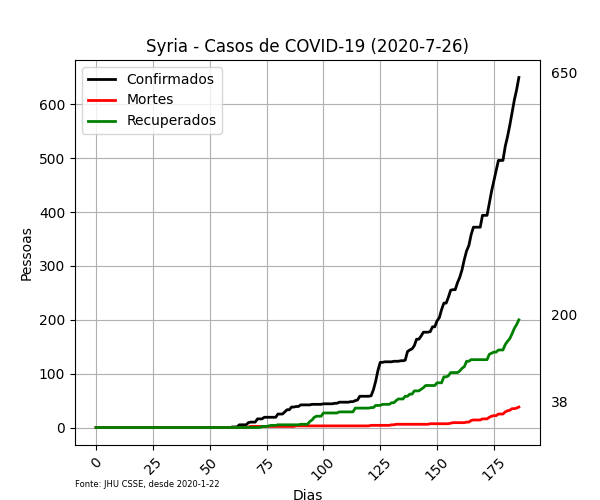 Syria - Casos de COVID-19 (2020-7-26)
Confirmados
Mortes
Recuperados
650
200
38
600
500
400
300
200
100
0
Pessoas
0
25
50
75
100
125
150
175
Fonte: JHU CSSE, desde 2020-1-22
Dias